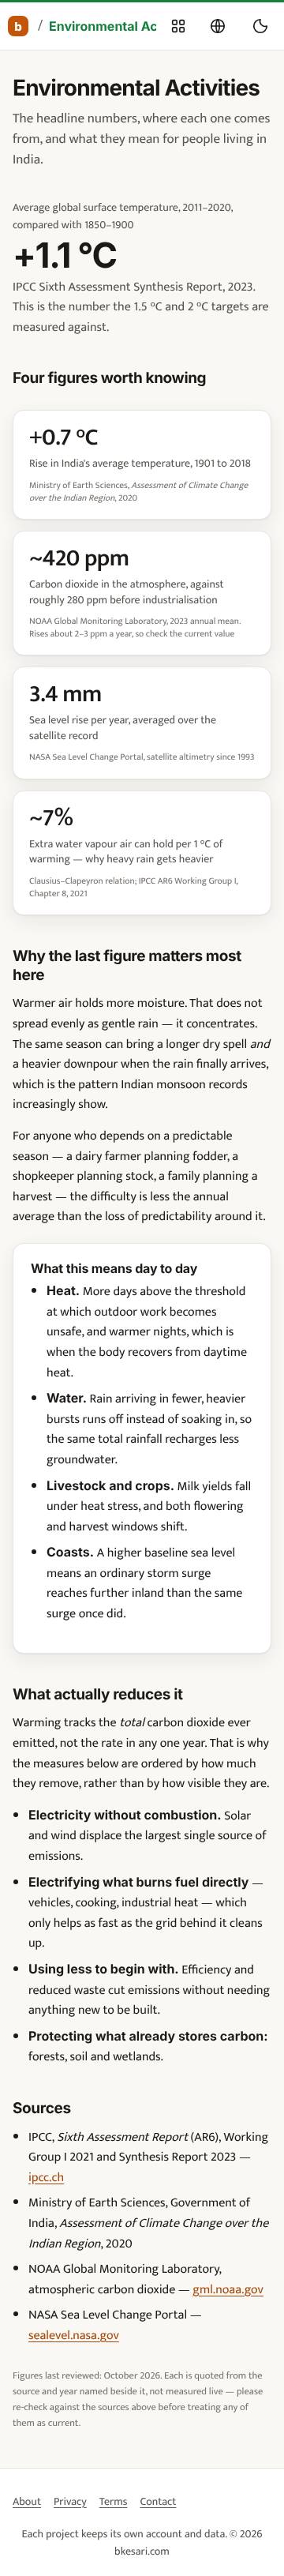 b / Environmental Ac
Environmental Activities
The headline numbers, where each one comes
from, and what they mean for people living in
India.
Average global surface temperature, 2011–2020,
compared with 1850–1900
+1.1 °C
IPCC Sixth Assessment Synthesis Report, 2023.
This is the number the 1.5 °C and 2 °C targets are
measured against.
Four figures worth knowing
+0.7 °C
Rise in India's average temperature, 1901 to 2018
Ministry of Earth Sciences, Assessment of Climate Change
over the Indian Region, 2020
~420 ppm
Carbon dioxide in the atmosphere, against
roughly 280 ppm before industrialisation
NOAA Global Monitoring Laboratory, 2023 annual mean.
Rises about 2–3 ppm a year, so check the current value
3.4 mm
Sea level rise per year, averaged over the
satellite record
NASA Sea Level Change Portal, satellite altimetry since 1993
~7%
Extra water vapour air can hold per 1 °C of
warming — why heavy rain gets heavier
Clausius–Clapeyron relation; IPCC AR6 Working Group I,
Chapter 8, 2021
Why the last figure matters most
here
Warmer air holds more moisture. That does not
spread evenly as gentle rain — it concentrates.
The same season can bring a longer dry spell and
a heavier downpour when the rain finally arrives,
which is the pattern Indian monsoon records
increasingly show.
For anyone who depends on a predictable
season — a dairy farmer planning fodder, a
shopkeeper planning stock, a family planning a
harvest — the difficulty is less the annual
average than the loss of predictability around it.
What this means day to day
• Heat. More days above the threshold
at which outdoor work becomes
unsafe, and warmer nights, which is
when the body recovers from daytime
heat.
• Water. Rain arriving in fewer, heavier
bursts runs off instead of soaking in, so
the same total rainfall recharges less
groundwater.
• Livestock and crops. Milk yields fall
under heat stress, and both flowering
and harvest windows shift.
• Coasts. A higher baseline sea level
means an ordinary storm surge
reaches further inland than the same
surge once did.
What actually reduces it
Warming tracks the total carbon dioxide ever
emitted, not the rate in any one year. That is why
the measures below are ordered by how much
they remove, rather than by how visible they are.
• Electricity without combustion. Solar
and wind displace the largest single source of
emissions.
• Electrifying what burns fuel directly —
vehicles, cooking, industrial heat — which
only helps as fast as the grid behind it cleans
up.
• Using less to begin with. Efficiency and
reduced waste cut emissions without needing
anything new to be built.
• Protecting what already stores carbon:
forests, soil and wetlands.
Sources
• IPCC, Sixth Assessment Report (AR6), Working
Group I 2021 and Synthesis Report 2023 —
ipcc.ch
• Ministry of Earth Sciences, Government of
India, Assessment of Climate Change over the
Indian Region, 2020
• NOAA Global Monitoring Laboratory,
atmospheric carbon dioxide — gml.noaa.gov
• NASA Sea Level Change Portal —
sealevel.nasa.gov
Figures last reviewed: October 2026. Each is quoted from the
source and year named beside it, not measured live — please
re-check against the sources above before treating any of
them as current.
About Privacy Terms Contact
Each project keeps its own account and data. © 2026
bkesari.com